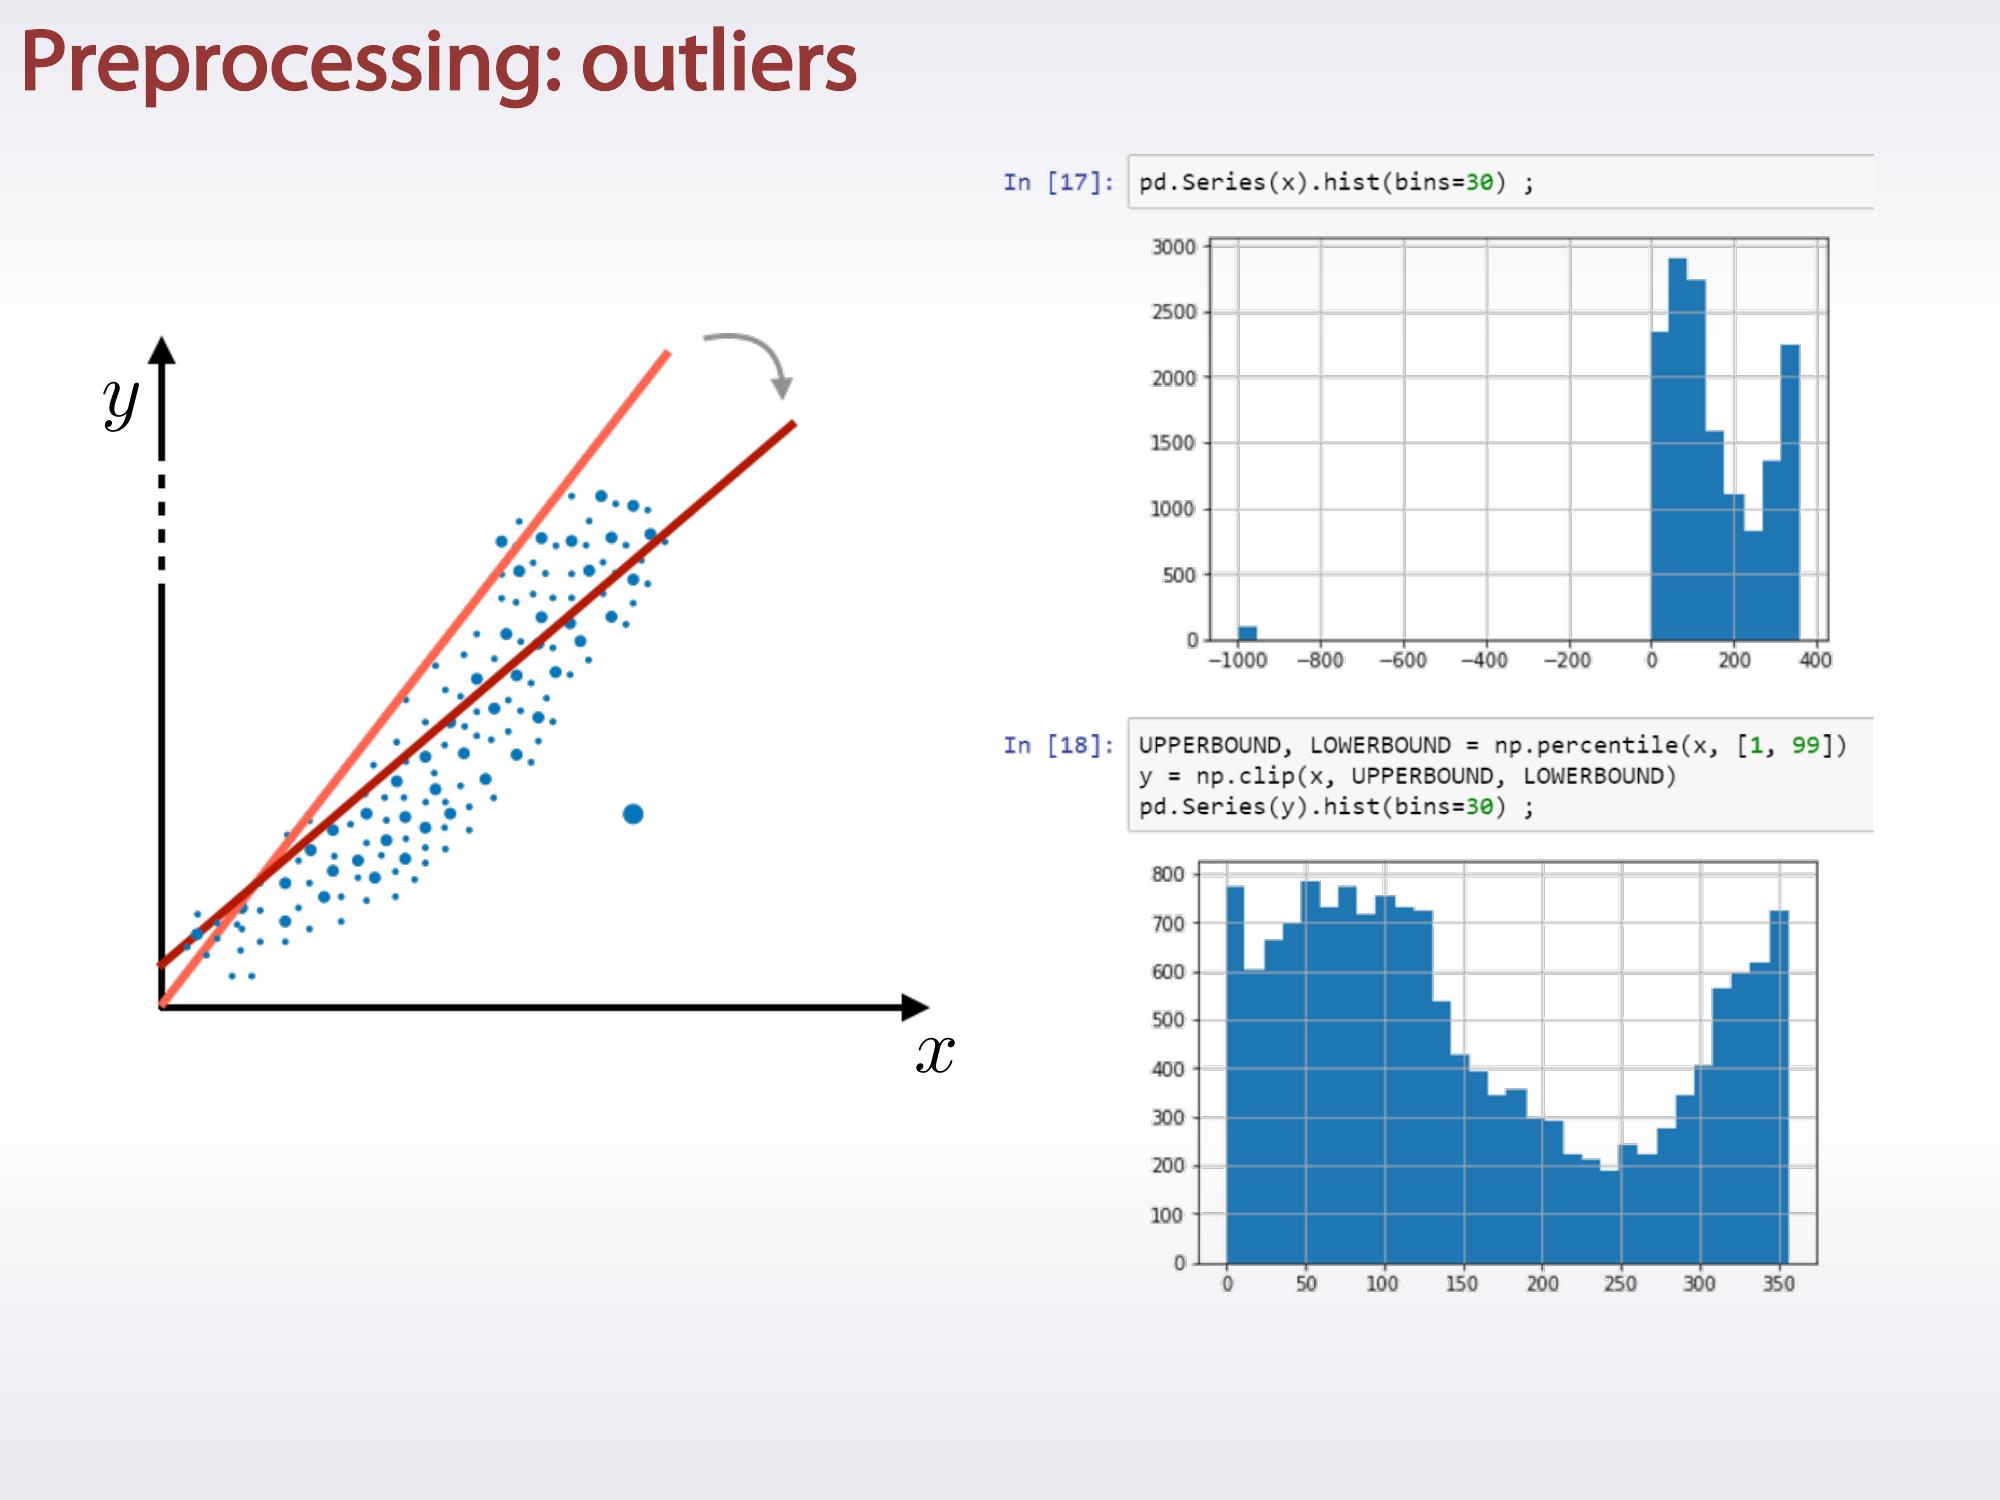 Preprocessing: outliers
y
x
In [17]: pd.Series(x).hist(bins=30) ;
3000
2500
2000
1500
1000
500
0
−1000 −800 −600 −400 −200 0 200 400
In [18]: UPPERBOUND, LOWERBOUND = np.percentile(x, [1, 99])
y = np.clip(x, UPPERBOUND, LOWERBOUND)
pd.Series(y).hist(bins=30) ;
800
700
600
500
400
300
200
100
0
0 50 100 150 200 250 300 350